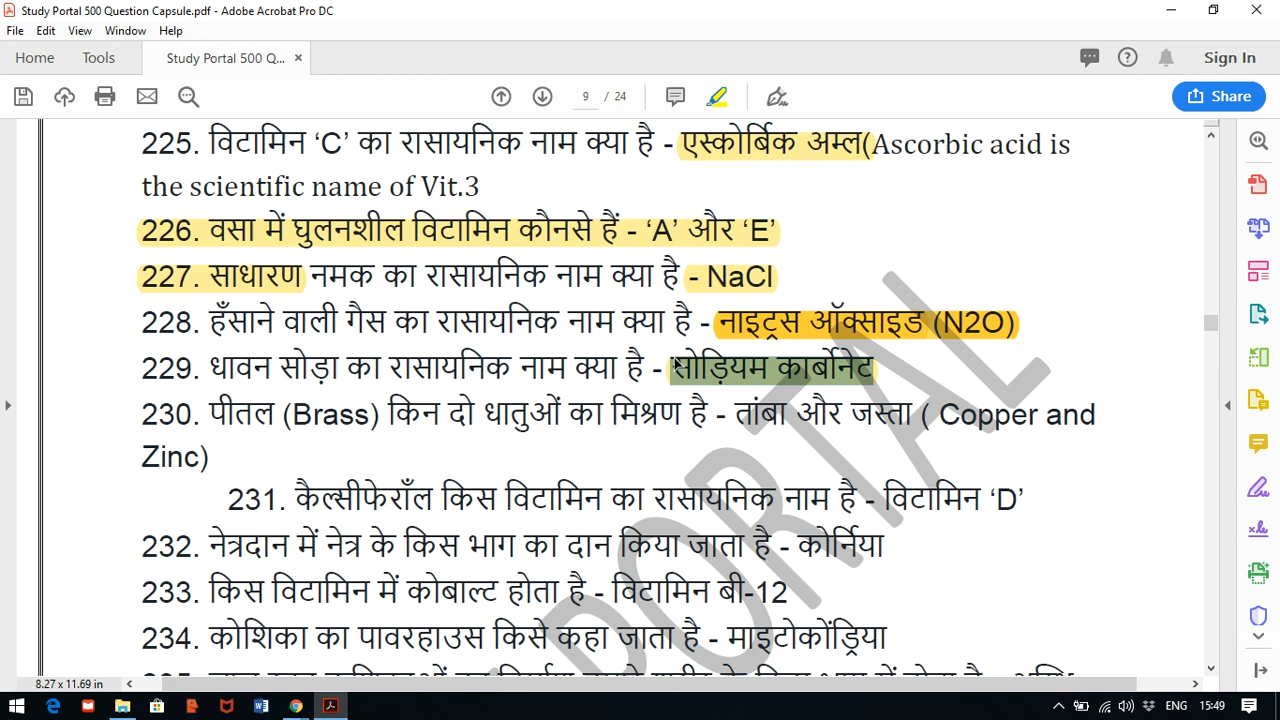 Study Portal 500 Question Capsule.pdf - Adobe Acrobat Pro DC
File Edit View Window Help
Home Tools Study Portal 500 Q... Sign In
9 / 24 Share
225. विटामिन ‘C’ का रासायनिक नाम क्या है - एस्कोर्बिक अम्ल(Ascorbic acid is
the scientific name of Vit.3
226. वसा में घुलनशील विटामिन कौनसे हैं - ‘A’ और ‘E’
227. साधारण नमक का रासायनिक नाम क्या है - NaCl
228. हँसाने वाली गैस का रासायनिक नाम क्या है - नाइट्रस ऑक्साइड (N2O)
229. धावन सोड़ा का रासायनिक नाम क्या है - सोड़ियम कार्बोनेट
230. पीतल (Brass) किन दो धातुओं का मिश्रण है - तांबा और जस्ता ( Copper and
Zinc)
231. कैल्सीफेराँल किस विटामिन का रासायनिक नाम है - विटामिन ‘D’
232. नेत्रदान में नेत्र के किस भाग का दान किया जाता है - कोर्निया
233. किस विटामिन में कोबाल्ट होता है - विटामिन बी-12
234. कोशिका का पावरहाउस किसे कहा जाता है - माइटोकोंड्रिया
PORTAL
8.27 x 11.69 in
ENG 15:49